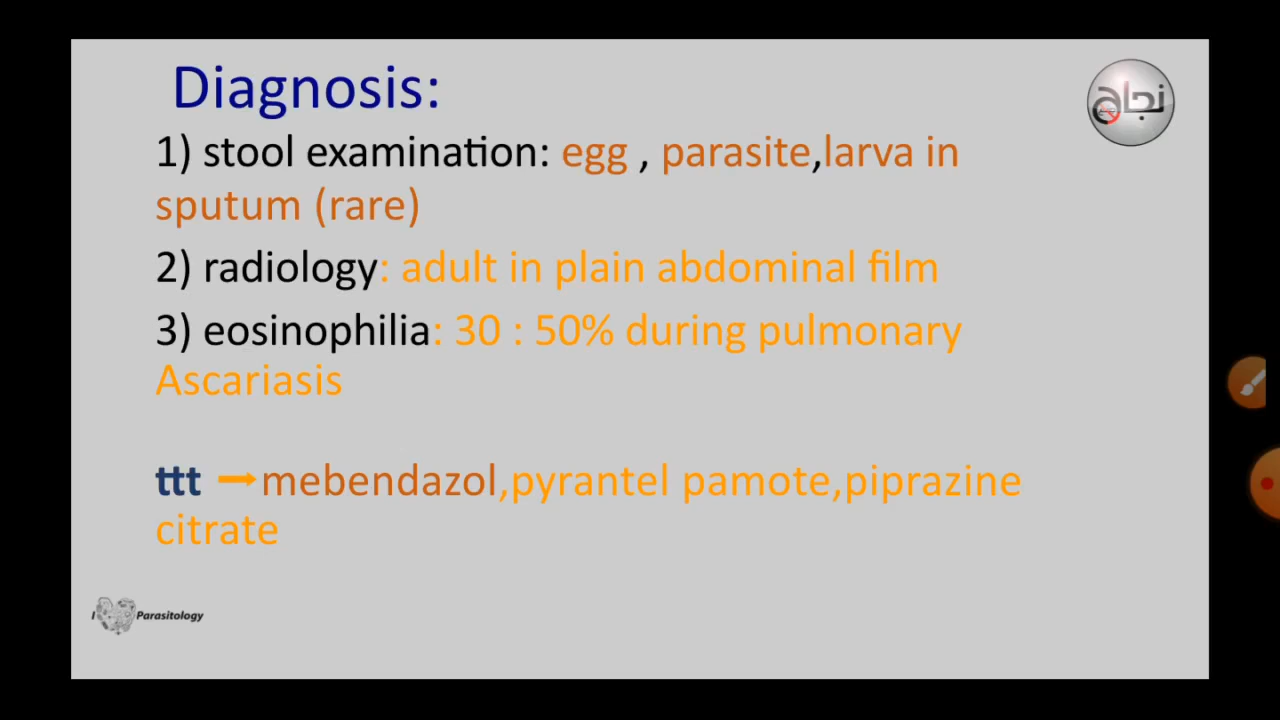 Diagnosis:
نجاح
1) stool examination: egg , parasite,larva in
sputum (rare)
2) radiology: adult in plain abdominal film
3) eosinophilia: 30 : 50% during pulmonary
Ascariasis
ttt → mebendazol,pyrantel pamote,piprazine
citrate
I Parasitology